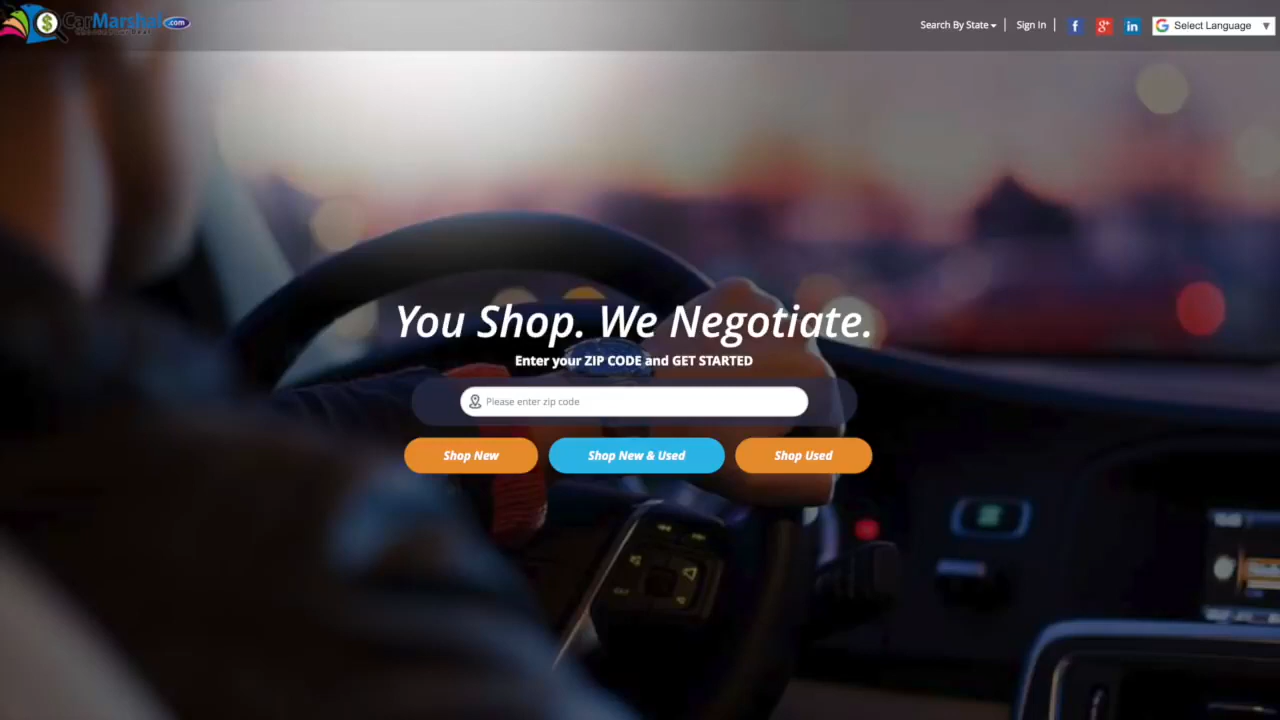 CarMarshal.com
Search By State
Sign In
Select Language
You Shop. We Negotiate.
Enter your ZIP CODE and GET STARTED
Please enter zip code
Shop New
Shop New & Used
Shop Used